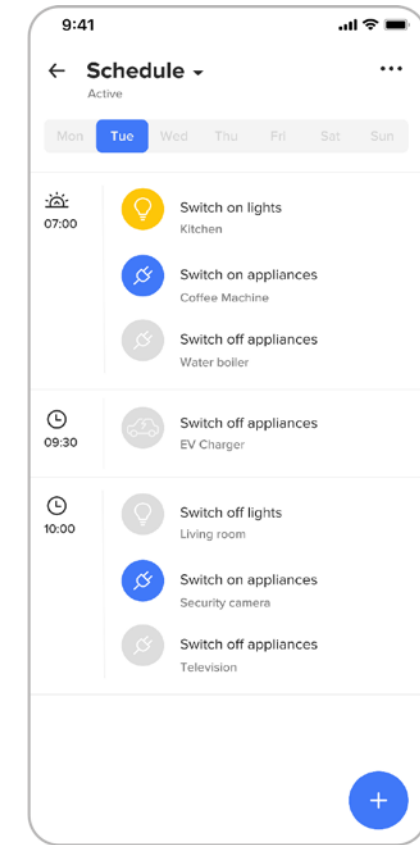 9:41
Schedule
Active
Mon Tue Wed Thu Fri Sat Sun
07:00
Switch on lights
Kitchen
Switch on appliances
Coffee Machine
Switch off appliances
Water boiler
09:30
Switch off appliances
EV Charger
10:00
Switch off lights
Living room
Switch on appliances
Security camera
Switch off appliances
Television